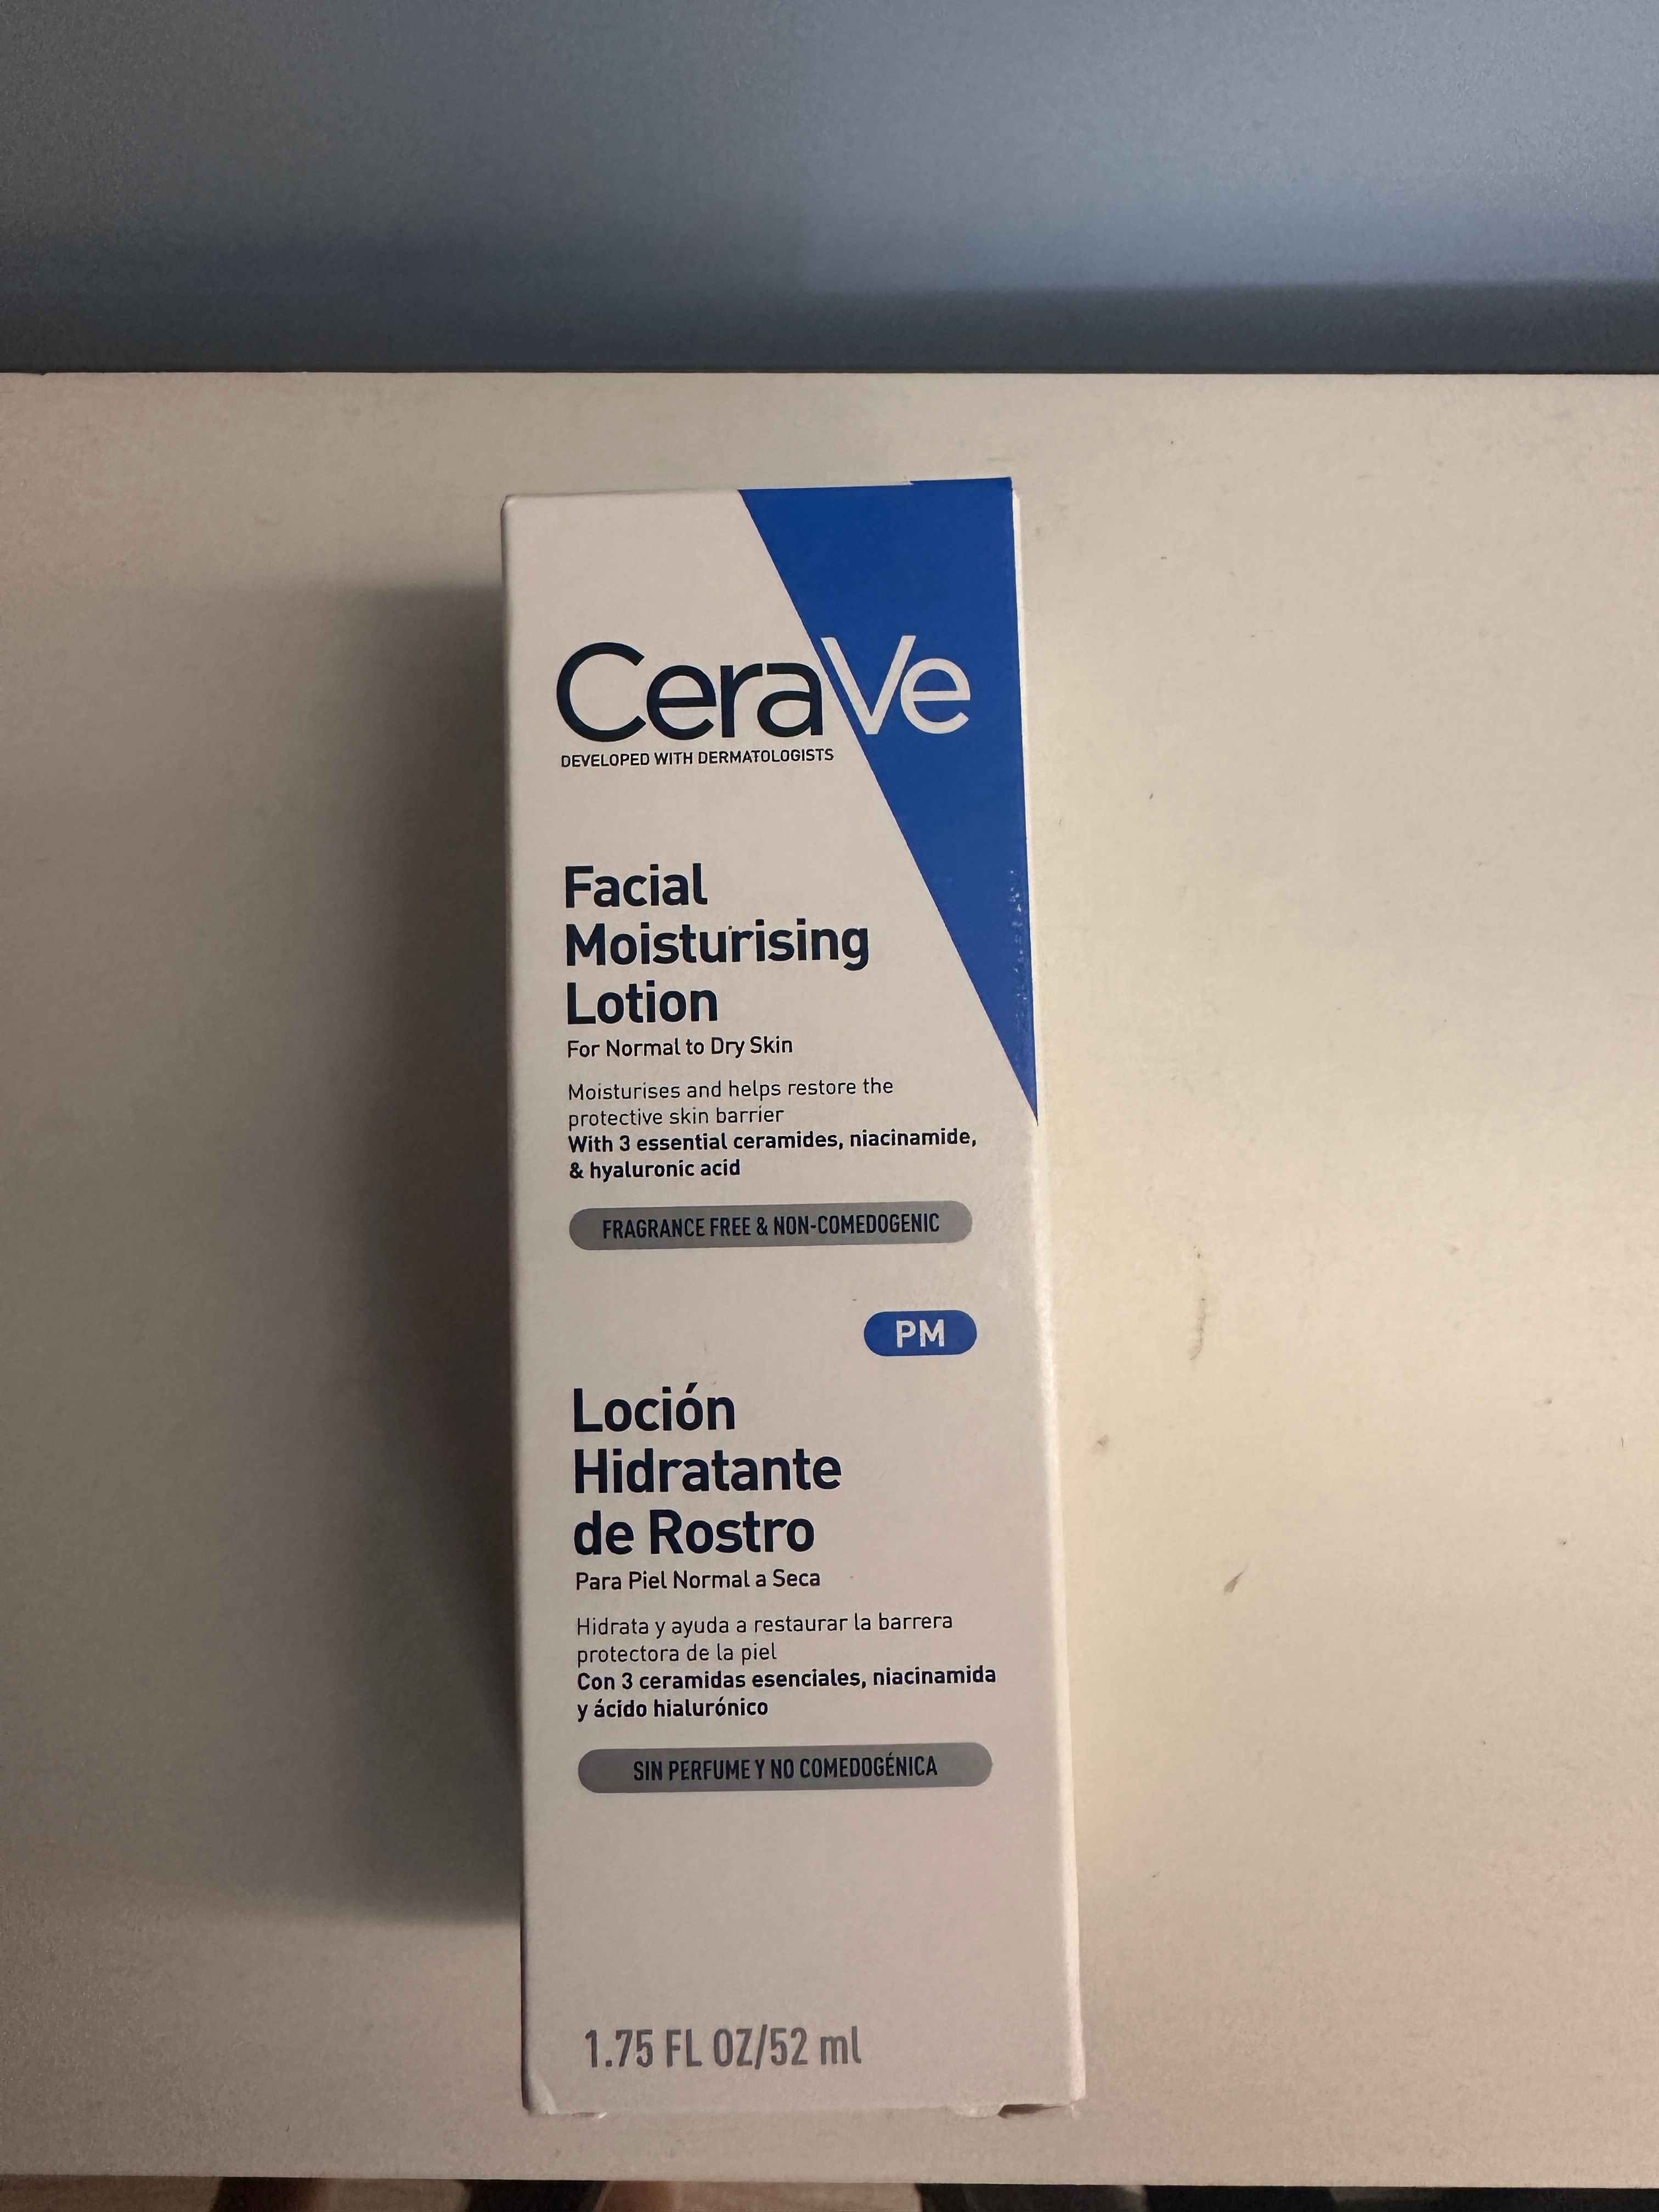 CeraVe
DEVELOPED WITH DERMATOLOGISTS
Facial
Moisturising
Lotion
For Normal to Dry Skin
Moisturises and helps restore the
protective skin barrier
With 3 essential ceramides, niacinamide,
& hyaluronic acid
FRAGRANCE FREE & NON-COMEDOGENIC
PM
Loción
Hidratante
de Rostro
Para Piel Normal a Seca
Hidrata y ayuda a restaurar la barrera
protectora de la piel
Con 3 ceramidas esenciales, niacinamida
y ácido hialurónico
SIN PERFUME Y NO COMEDOGÉNICA
1.75 FL OZ/52 ml